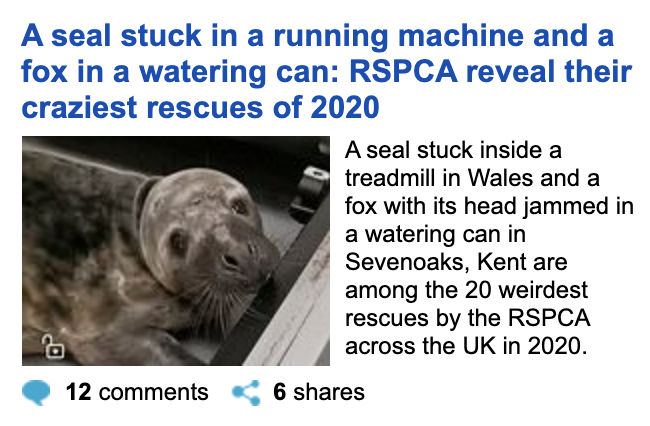 A seal stuck in a running machine and a
fox in a watering can: RSPCA reveal their
craziest rescues of 2020
A seal stuck inside a
treadmill in Wales and a
fox with its head jammed in
a watering can in
Sevenoaks, Kent are
among the 20 weirdest
rescues by the RSPCA
across the UK in 2020.
12 comments 6 shares